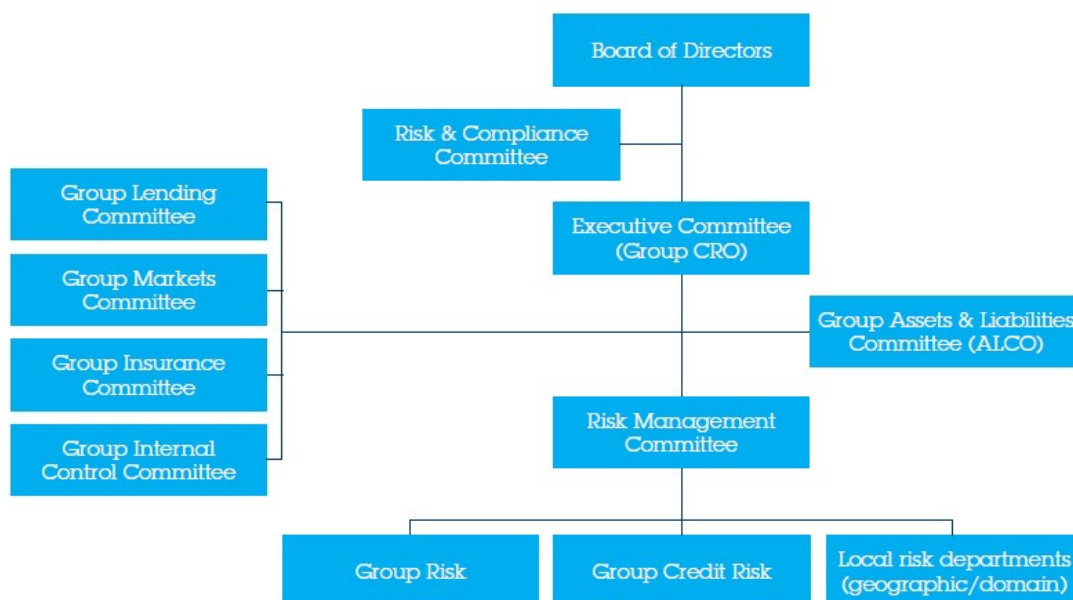 Board of Directors
Risk & Compliance
Committee
Group Lending
Committee
Executive Committee
(Group CRO)
Group Markets
Committee
Group Assets & Liabilities
Committee (ALCO)
Group Insurance
Committee
Risk Management
Committee
Group Internal
Control Committee
Group Risk
Group Credit Risk
Local risk departments
(geographic/domain)